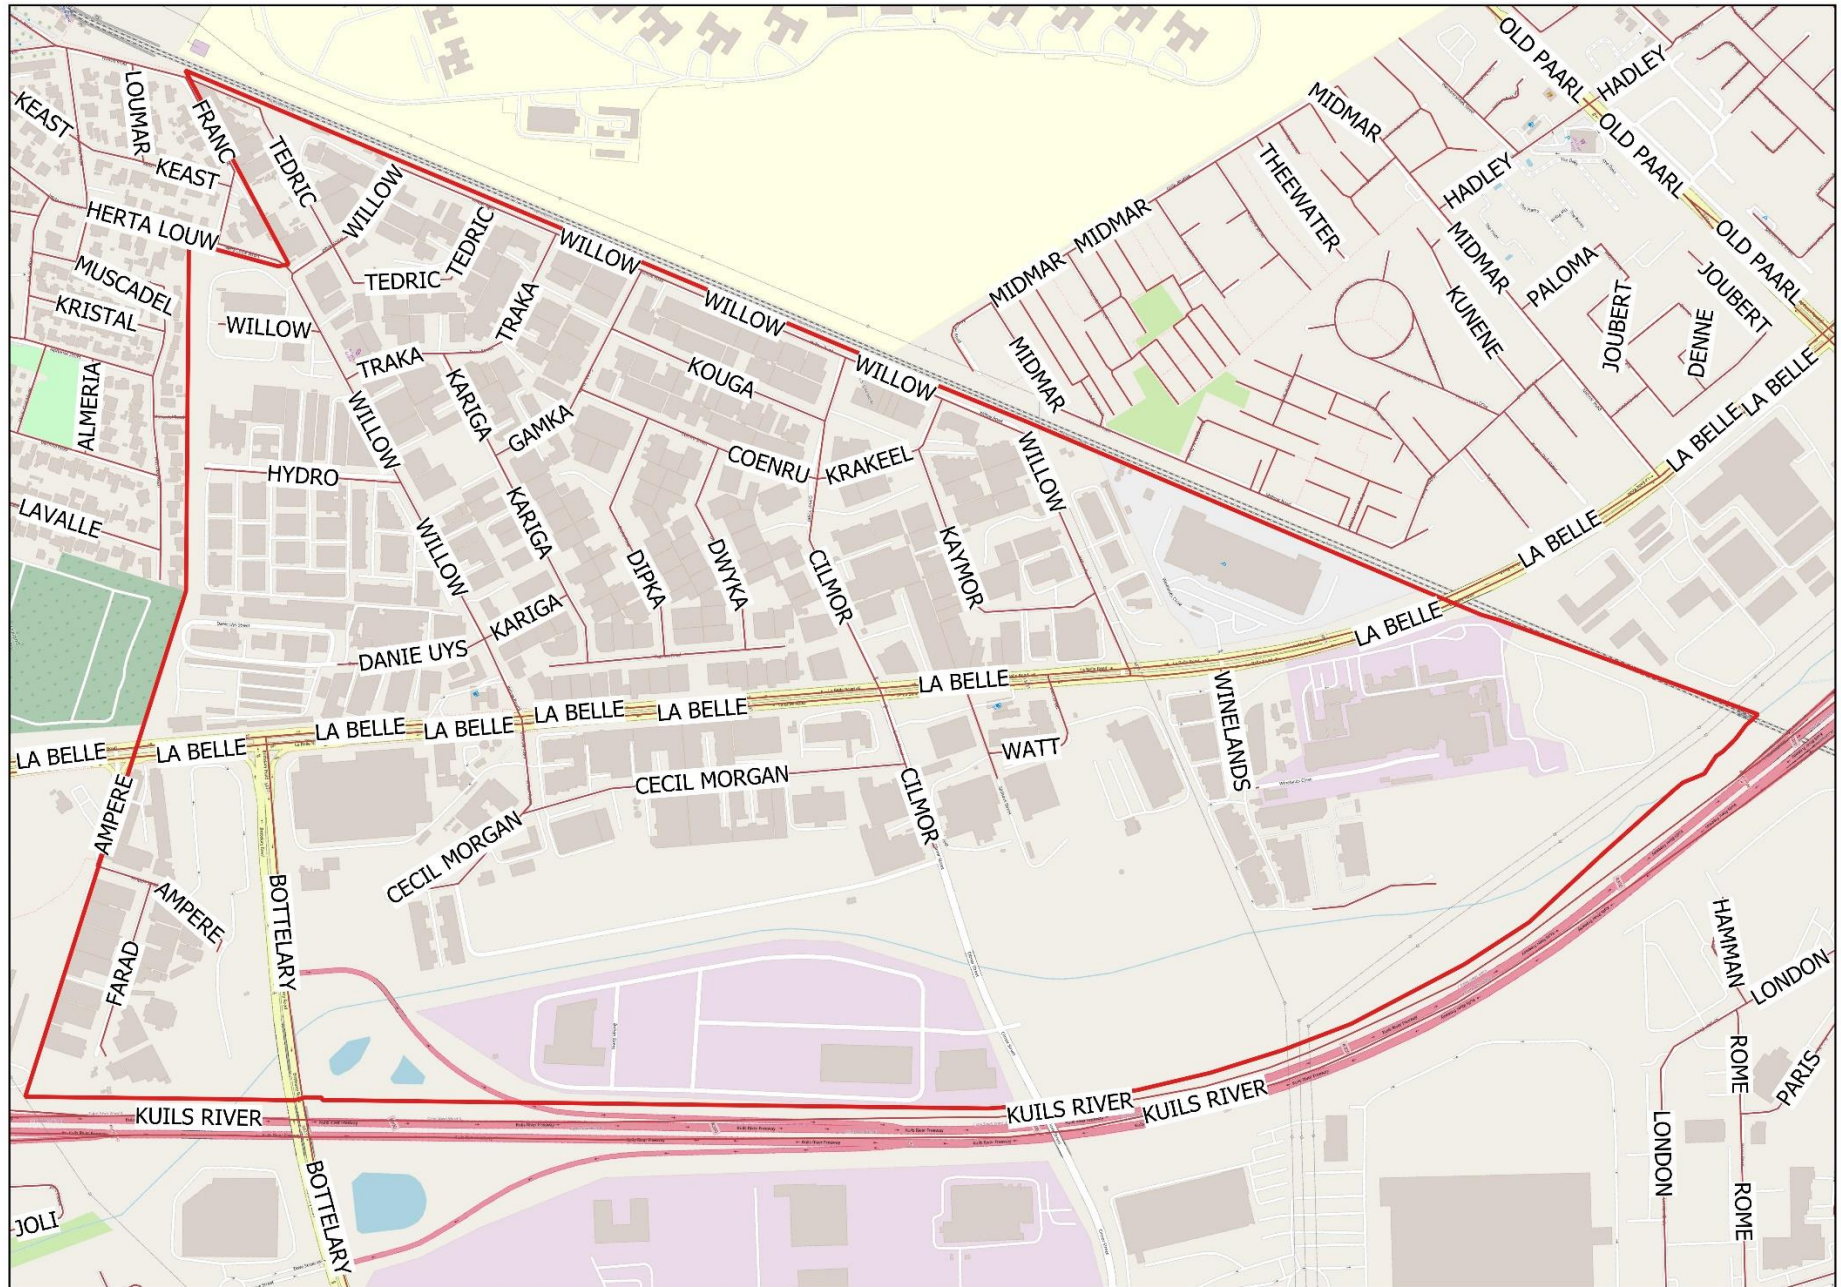 OLD PAARL
HADLEY
LOUMAR
KEAST
FRANC
TEDRIC
MIDMAR
OLD PAARL
KEAST
WILLOW
THEEWATER
HADLEY
HERTA LOUW
TEDRIC
WILLOW
MIDMAR
MIDMAR
OLD PAARL
MUSCADEL
TEDRIC
MIDMAR
PALOMA
JOUBERT
KRISTAL
WILLOW
TRAKA
WILLOW
KUNENE
JOUBERT
DENNE
TRAKA
KARIGA
KOUGA
WILLOW
MIDMAR
LA BELLE
ALMERIA
WILLOW
GAMKA
LA BELLE
HYDRO
COENRU
KRAKEEL
WILLOW
LAVALLE
KARIGA
LA BELLE
WILLOW
DIPKA
DWYKA
CILMOR
KAYMOR
KARIGA
LA BELLE
DANIE UYS
LA BELLE
LA BELLE
LA BELLE
LA BELLE
LA BELLE
LA BELLE
LA BELLE
WINELANDS
WATT
CECIL MORGAN
AMPERE
CILMOR
CECIL MORGAN
AMPERE
BOTTELARY
HAMMAN
LONDON
FARAD
ROME
PARIS
KUILS RIVER
KUILS RIVER
KUILS RIVER
LONDON
ROME
BOTTELARY
JOLI